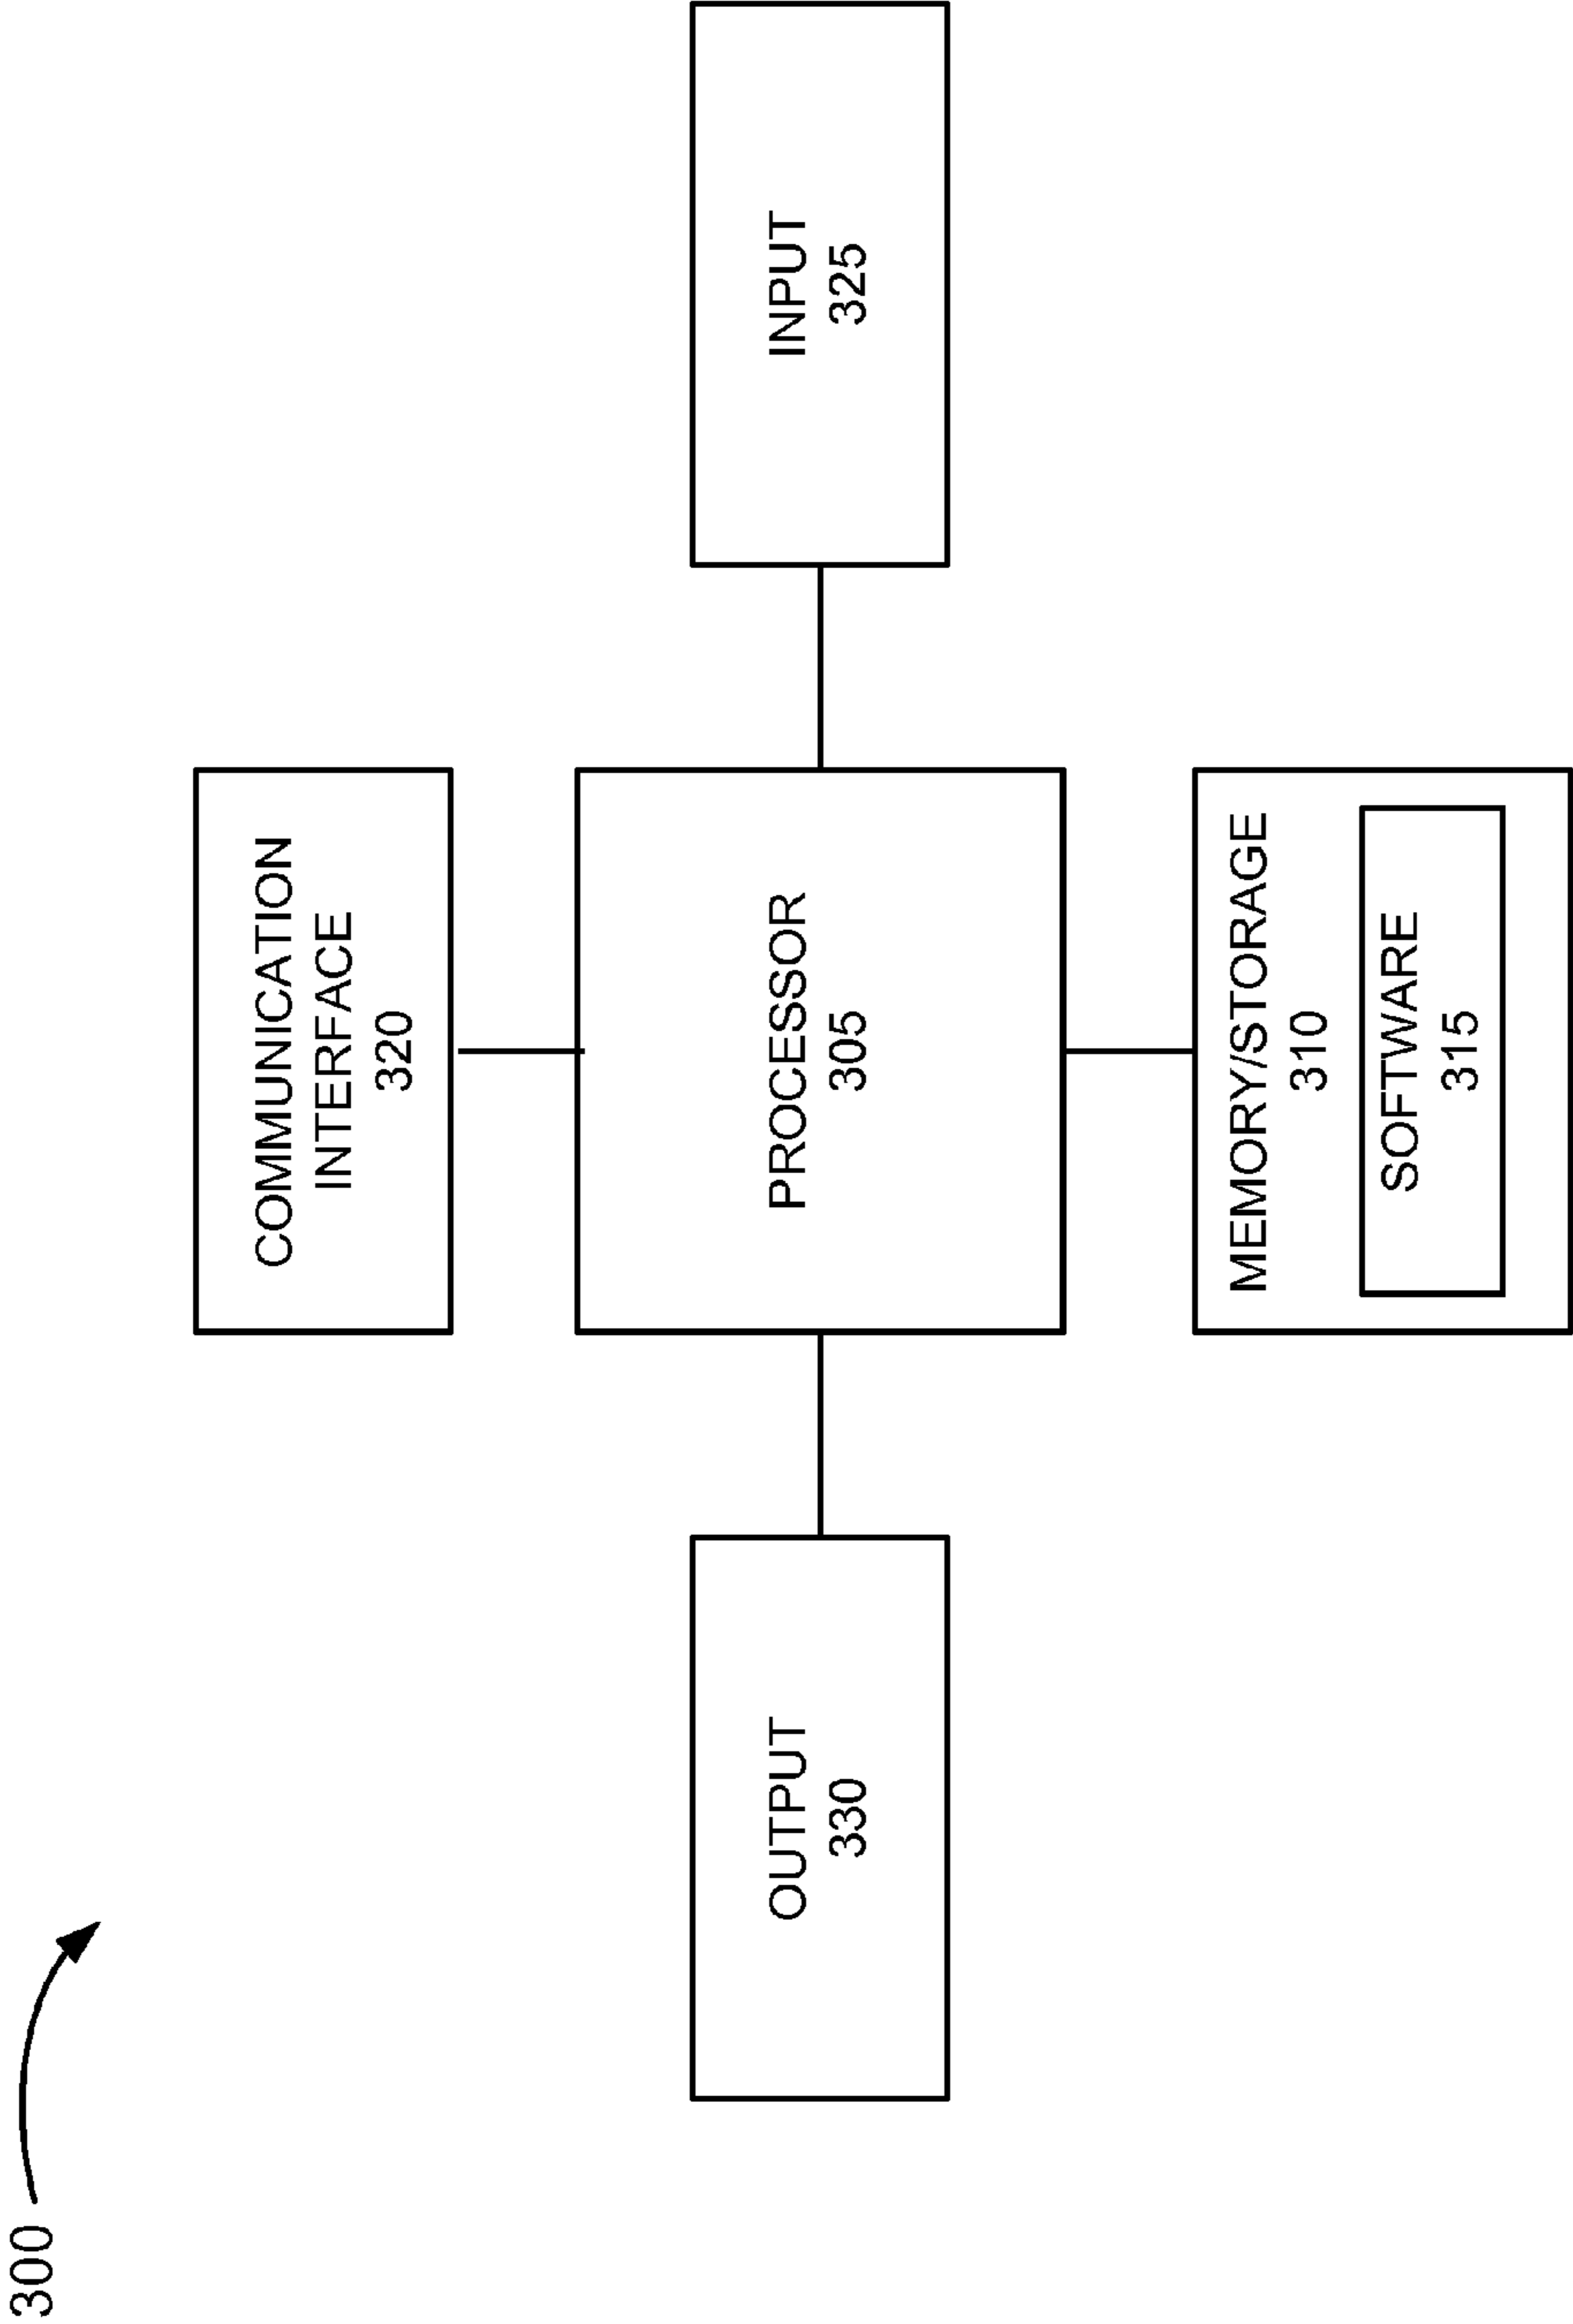 300
COMMUNICATION
INTERFACE
320
OUTPUT
330
PROCESSOR
305
INPUT
325
MEMORY/STORAGE
310
SOFTWARE
315